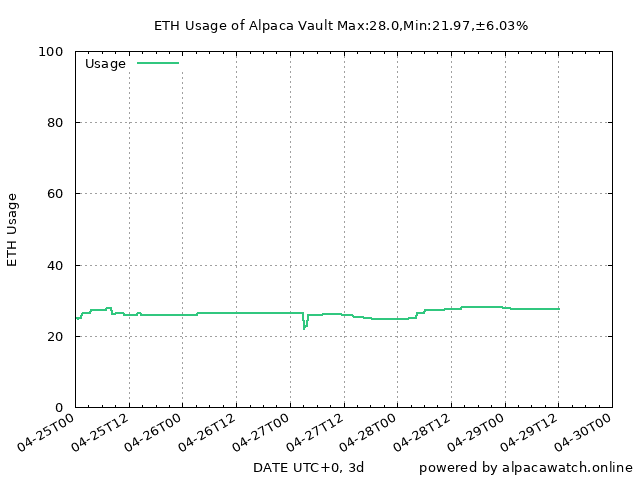 ETH Usage of Alpaca Vault Max:28.0,Min:21.97,±6.03%
100
Usage
80
60
ETH Usage
40
20
0
04-25T00
04-25T12
04-26T00
04-26T12
04-27T00
04-27T12
04-28T00
04-28T12
04-29T00
04-29T12
04-30T00
DATE UTC+0, 3d
powered by alpacawatch.online